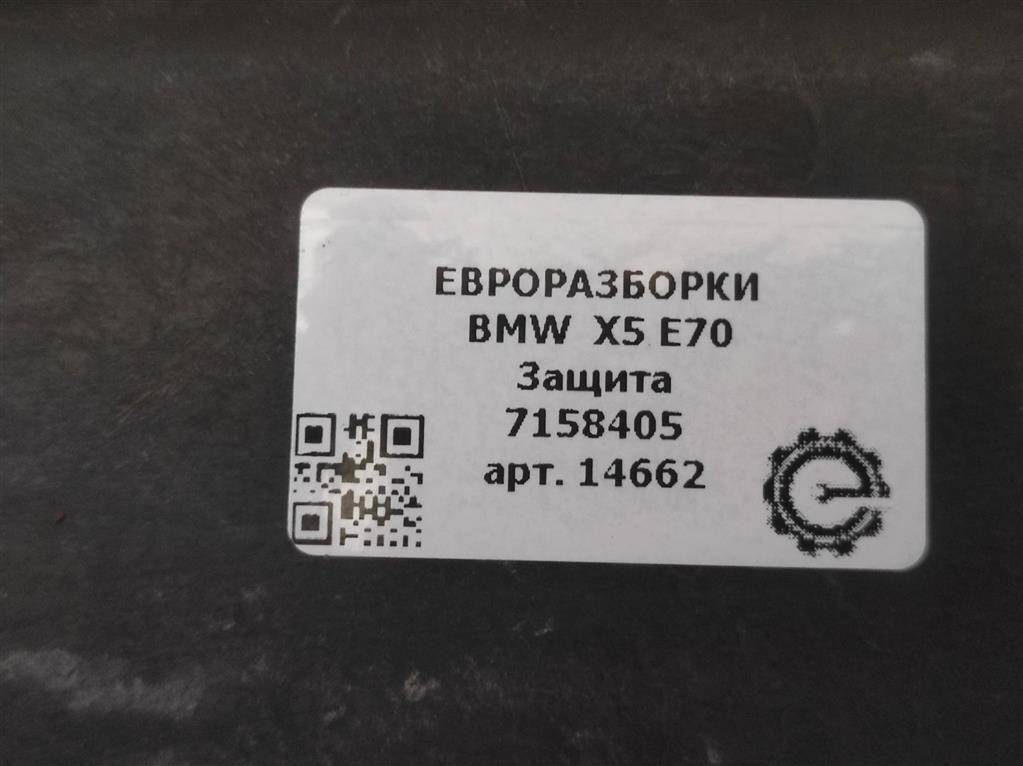 ЕВРОРАЗБОРКИ
BMW X5 E70
Защита
7158405
арт. 14662